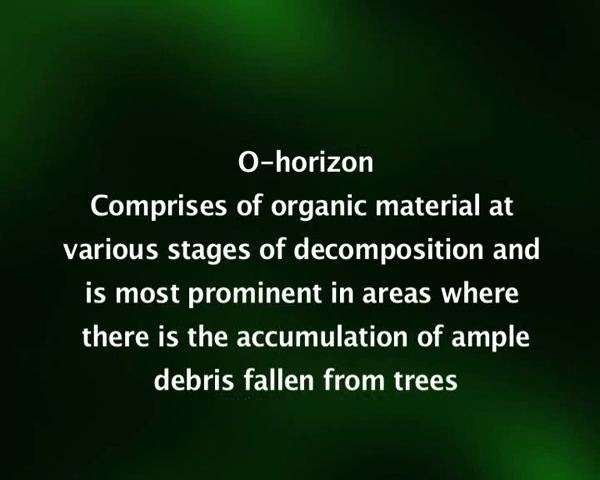 O-horizon
Comprises of organic material at
various stages of decomposition and
is most prominent in areas where
there is the accumulation of ample
debris fallen from trees